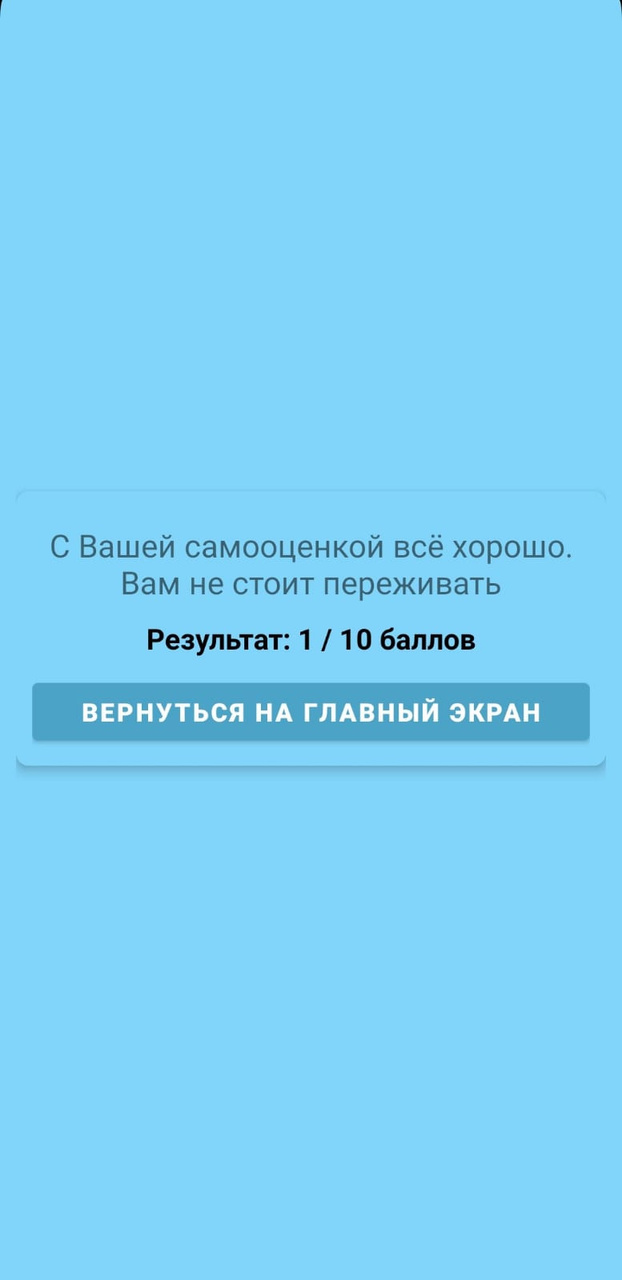 С Вашей самооценкой всё хорошо.
Вам не стоит переживать
Результат: 1 / 10 баллов
ВЕРНУТЬСЯ НА ГЛАВНЫЙ ЭКРАН